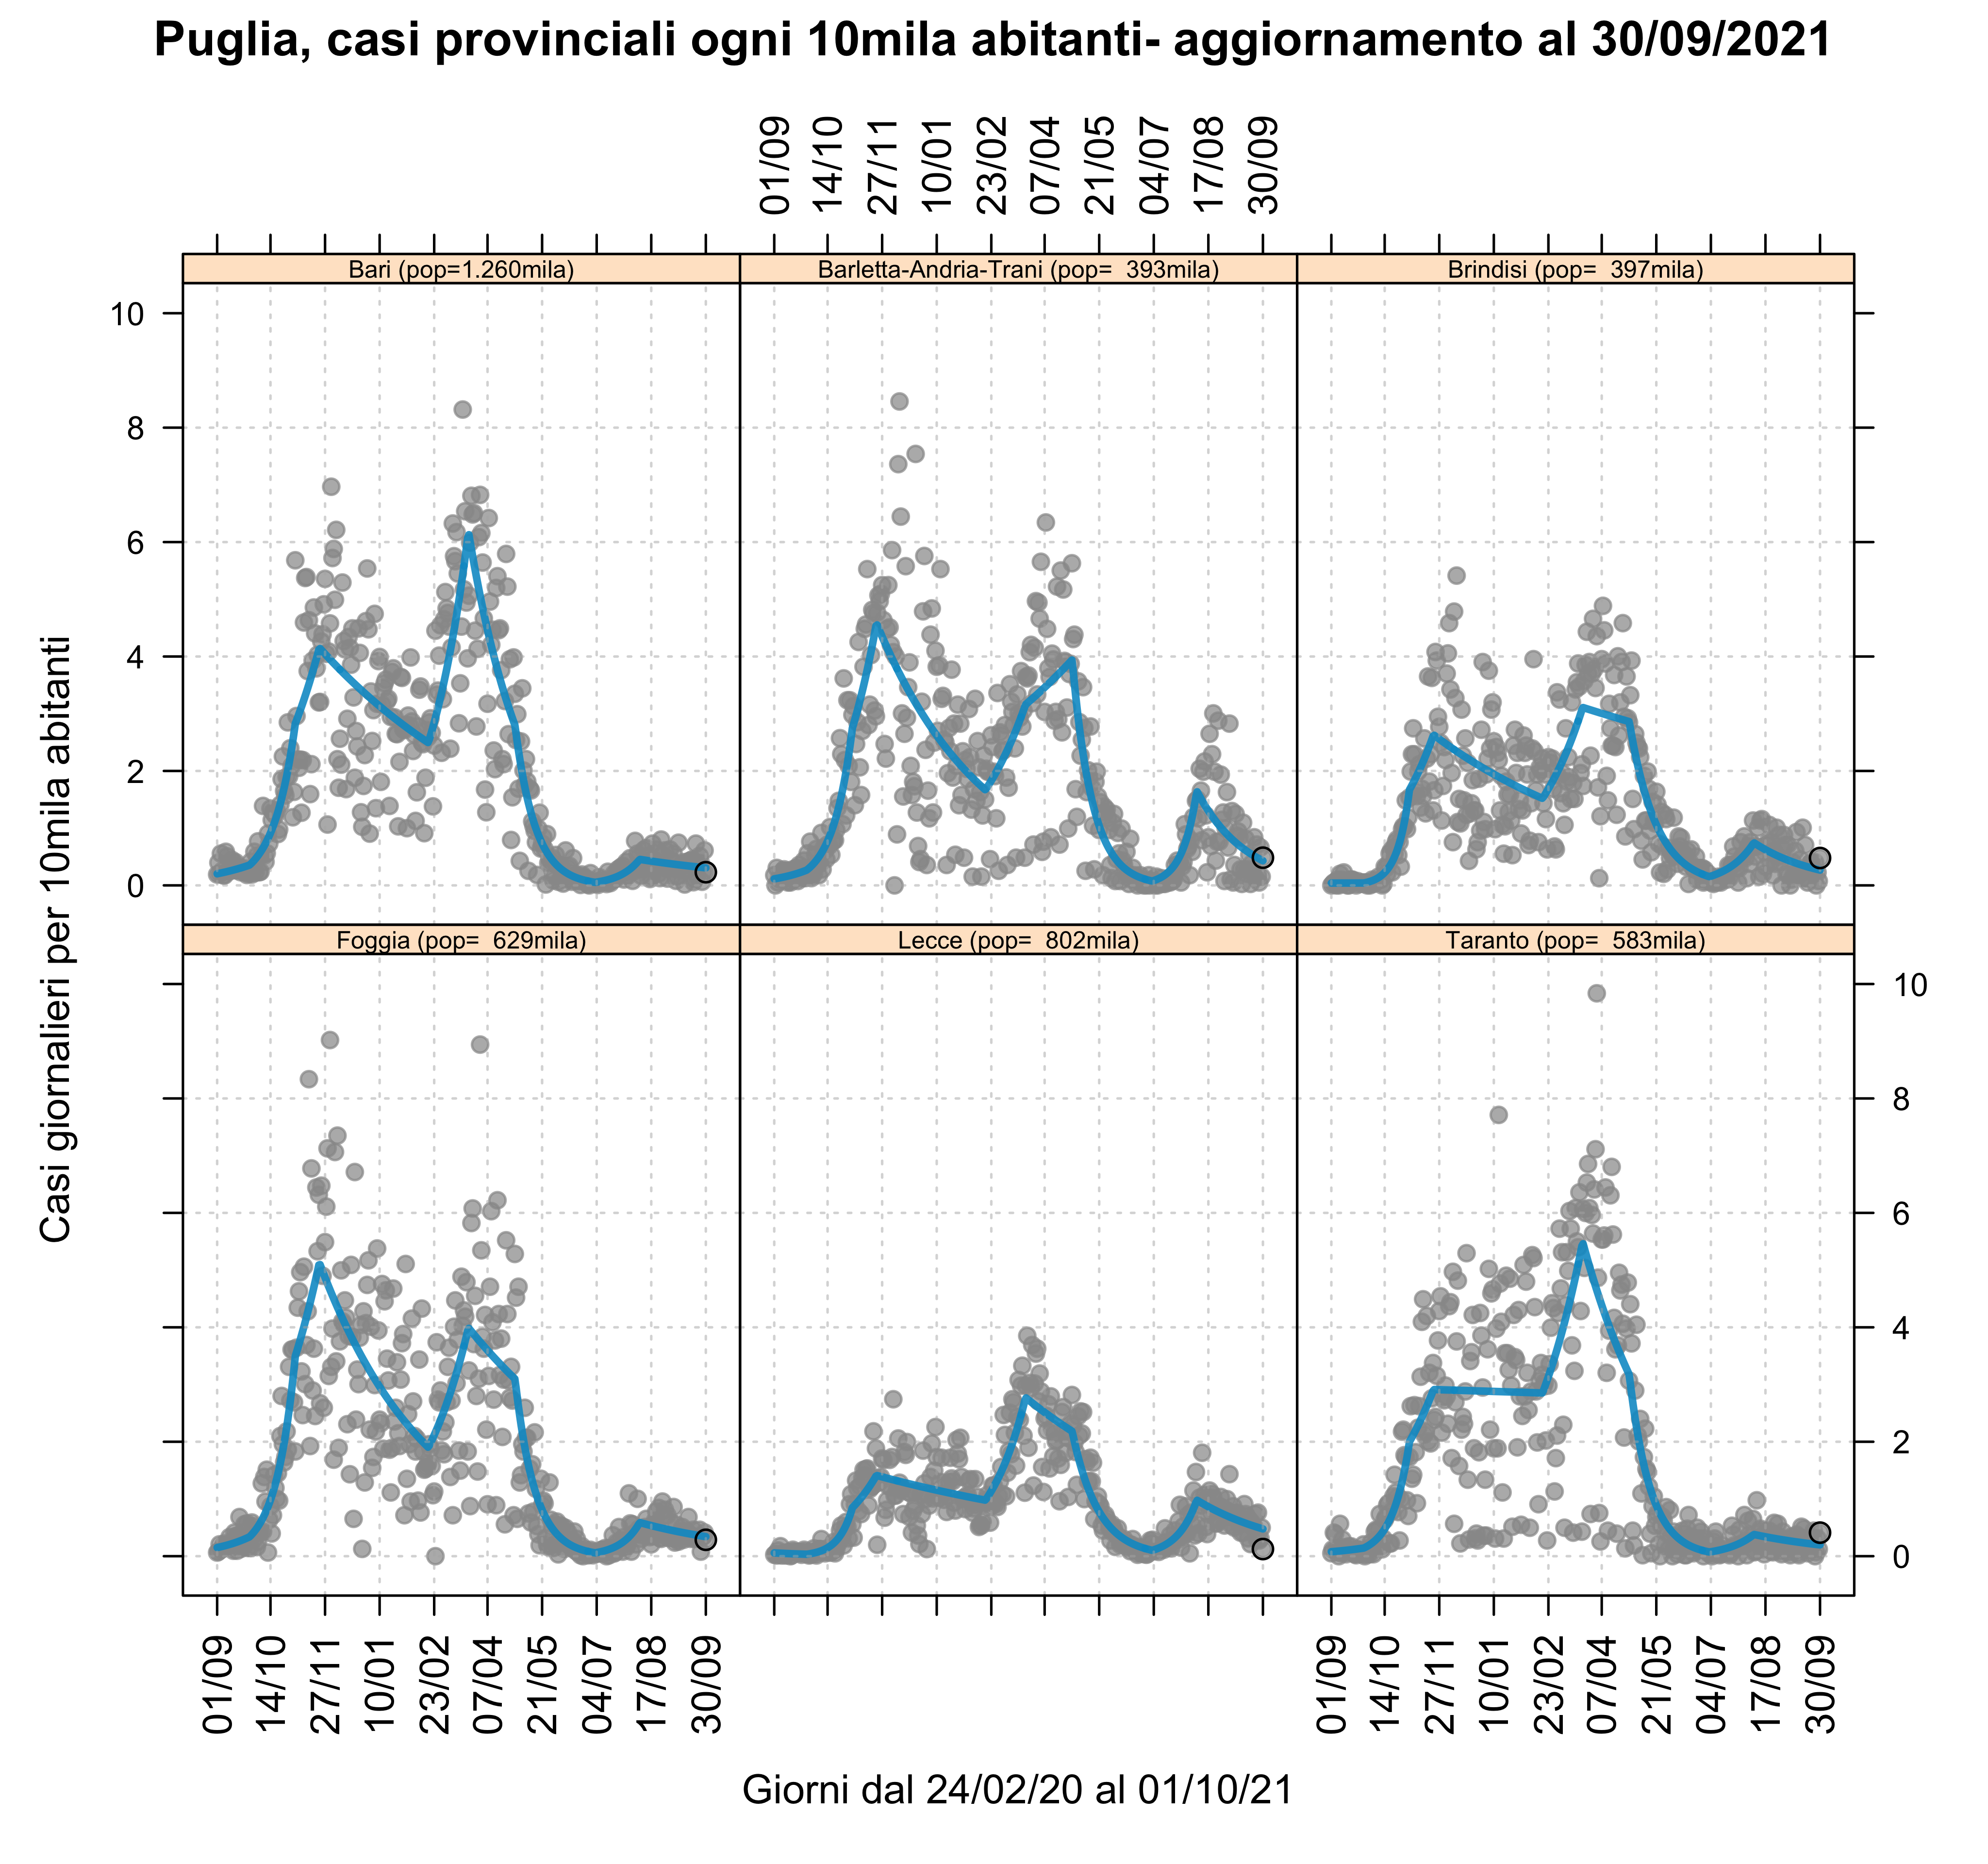 Puglia, casi provinciali ogni 10mila abitanti- aggiornamento al 30/09/2021
01/09 14/10 27/11 10/01 23/02 07/04 21/05 04/07 17/08 30/09
Bari (pop=1.260mila)
Barletta-Andria-Trani (pop=  393mila)
Brindisi (pop=  397mila)
10
8
6
4
2
0
Casi giornalieri per 10mila abitanti
Foggia (pop=  629mila)
Lecce (pop=  802mila)
Taranto (pop=  583mila)
10
8
6
4
2
0
01/09 14/10 27/11 10/01 23/02 07/04 21/05 04/07 17/08 30/09
01/09 14/10 27/11 10/01 23/02 07/04 21/05 04/07 17/08 30/09
Giorni dal 24/02/20 al 01/10/21